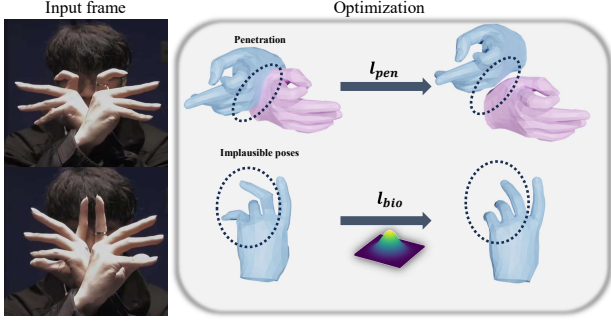 Input frame
Optimization
Penetration
l_pen
Implausible poses
l_bio